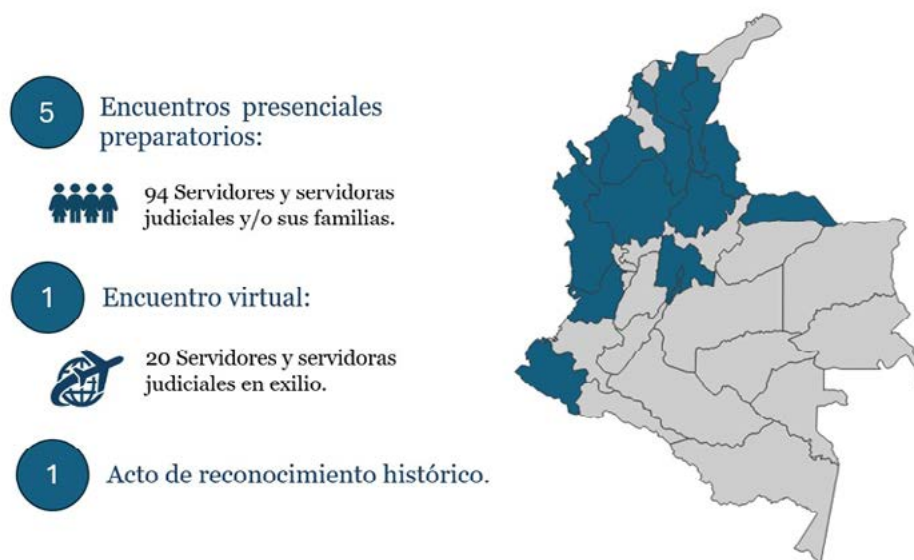 5
Encuentros presenciales
preparatorios:
94 Servidores y servidoras
judiciales y/o sus familias.
1
Encuentro virtual:
20 Servidores y servidoras
judiciales en exilio.
1
Acto de reconocimiento histórico.